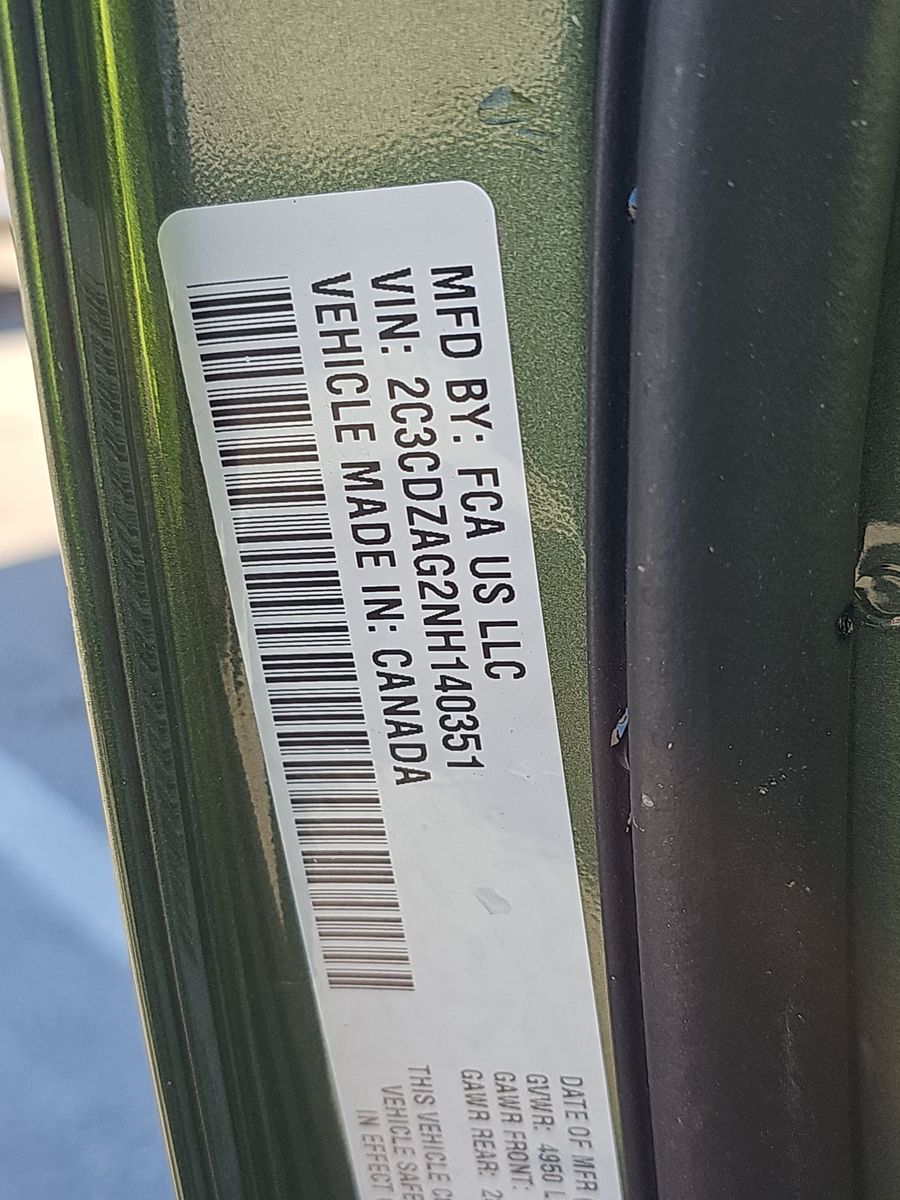 MFD BY: FCA US LLC
VIN: 2C3CDZAG2NH140351
VEHICLE MADE IN: CANADA
DATE OF MFR
GVWR: 4950 L
GAWR FRONT:
GAWR REAR: 2
THIS VEHICLE C
VEHICLE SAFE
IN EFFECT